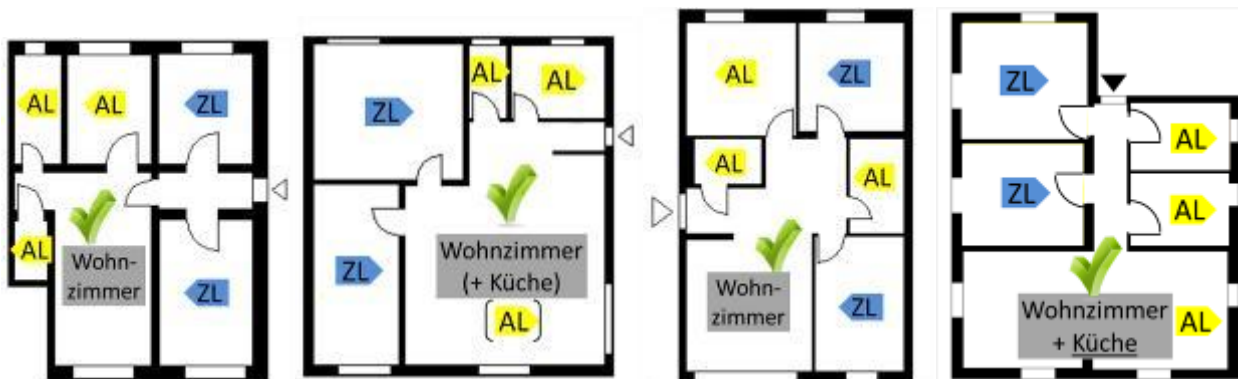 AL
AL
ZL
AL
Wohn-
zimmer
ZL
ZL
AL
AL
ZL
Wohnzimmer
(+ Küche)
(AL)
AL
ZL
AL
AL
Wohn-
zimmer
ZL
ZL
AL
ZL
AL
Wohnzimmer
+ Küche
AL